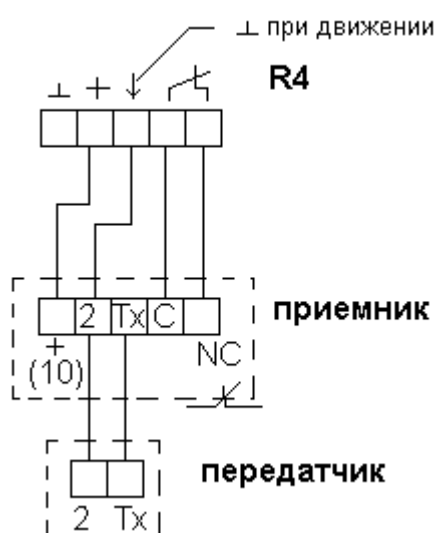 ⊥ при движении
R4
⊥ + ↓
2 Tx C
приемник
+
(10)
NC
передатчик
2 Tx